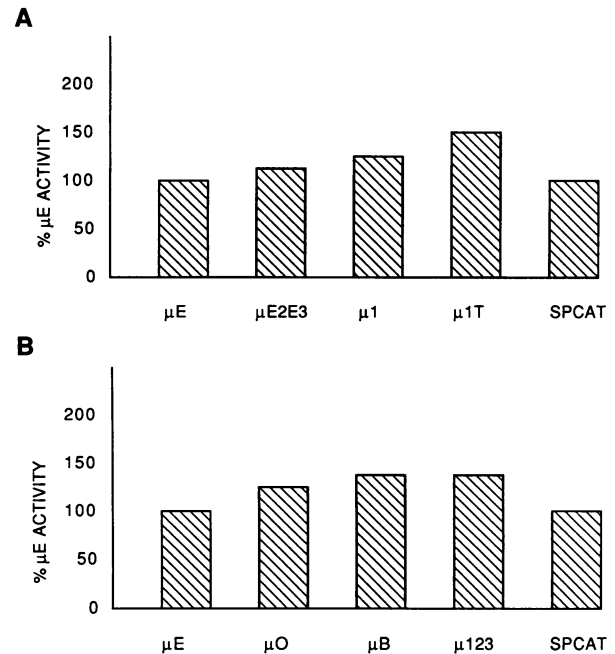 A
200
150
100
50
0
% µE ACTIVITY
µE µE2E3 µ1 µ1T SPCAT
B
200
150
100
50
0
% µE ACTIVITY
µE µO µB µ123 SPCAT